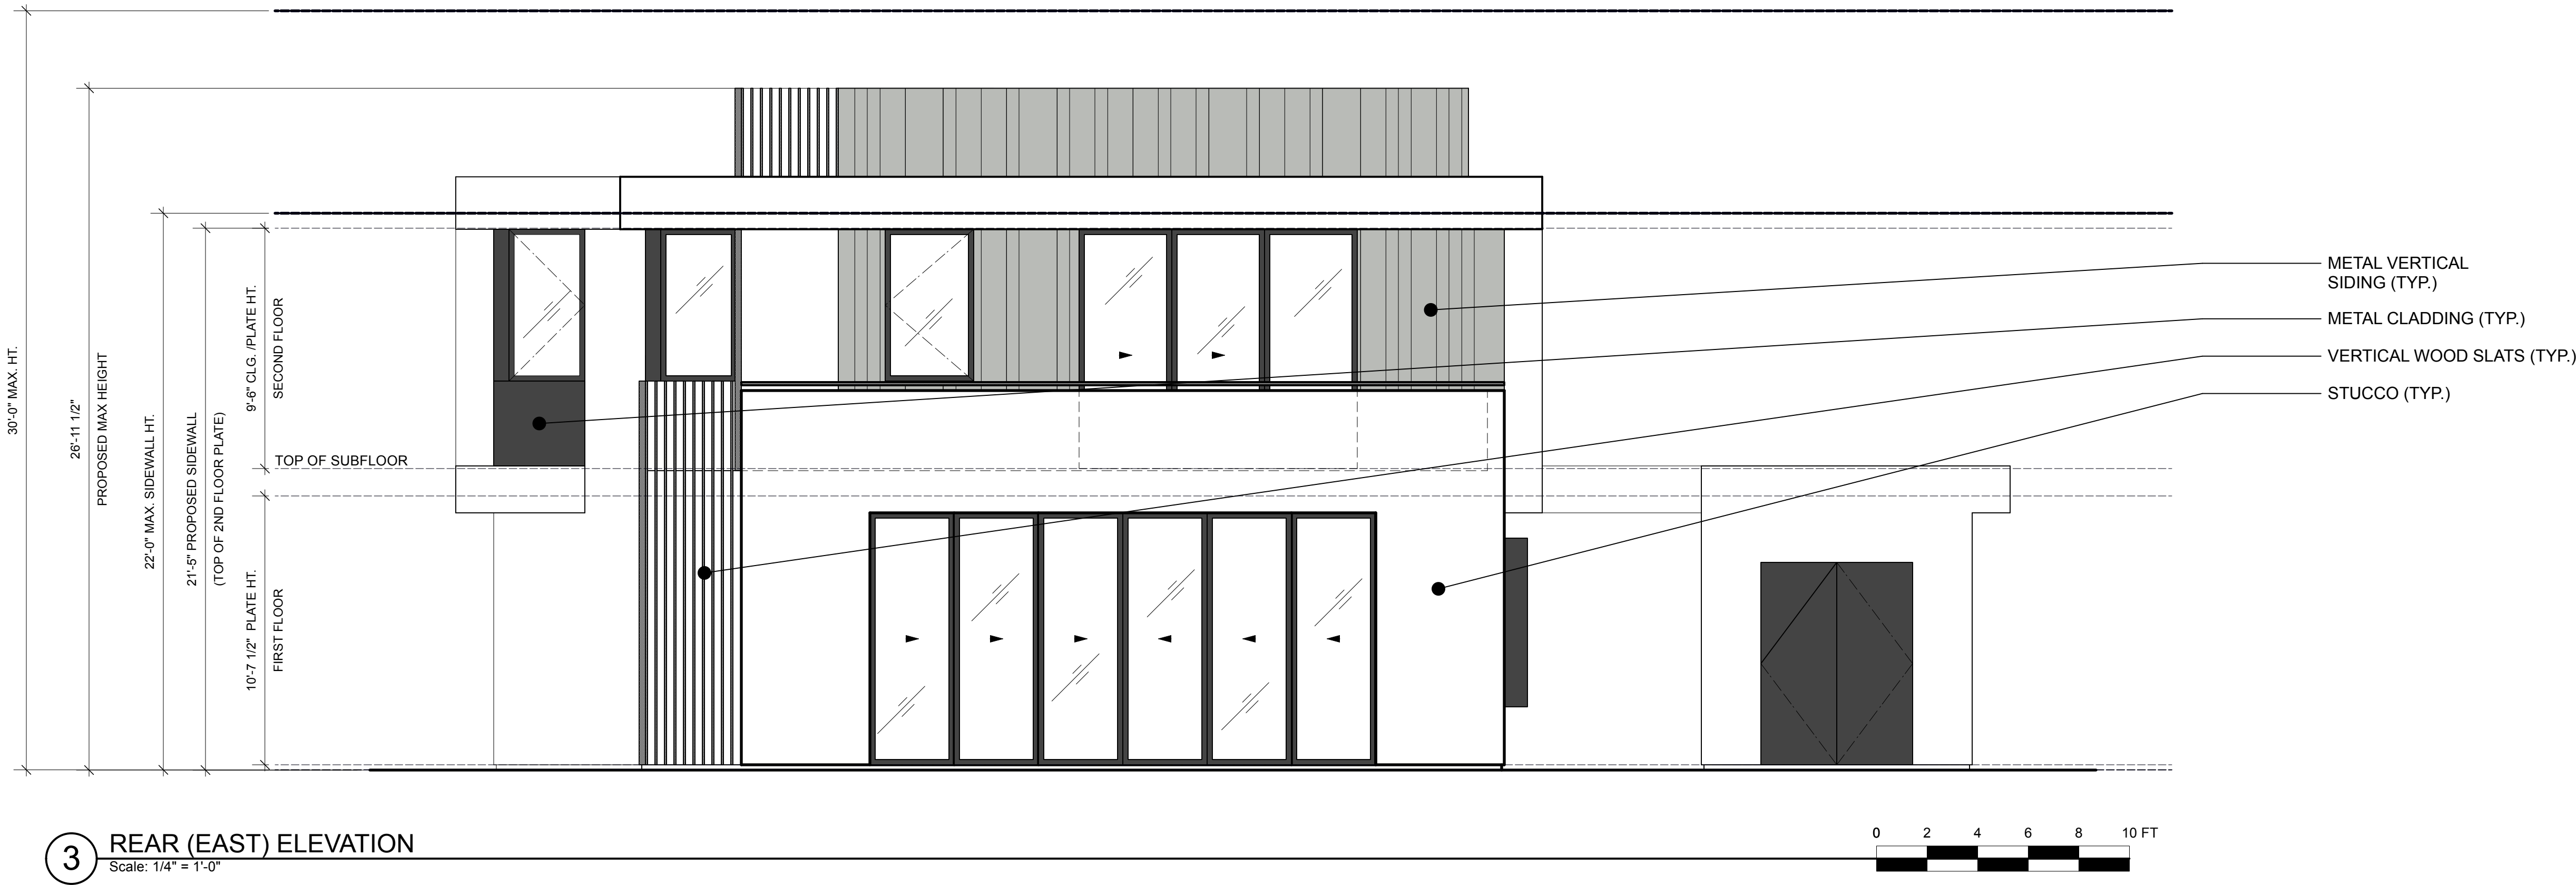 30'-0" MAX. HT.
26'-11 1/2"
PROPOSED MAX HEIGHT
22'-0" MAX. SIDEWALL HT.
21'-5" PROPOSED SIDEWALL
(TOP OF 2ND FLOOR PLATE)
9'-6" CLG. /PLATE HT.
SECOND FLOOR
TOP OF SUBFLOOR
10'-7 1/2" PLATE HT.
FIRST FLOOR
METAL VERTICAL
SIDING (TYP.)
METAL CLADDING (TYP.)
VERTICAL WOOD SLATS (TYP.)
STUCCO (TYP.)
3
REAR (EAST) ELEVATION
Scale: 1/4" = 1'-0"
0 2 4 6 8 10 FT